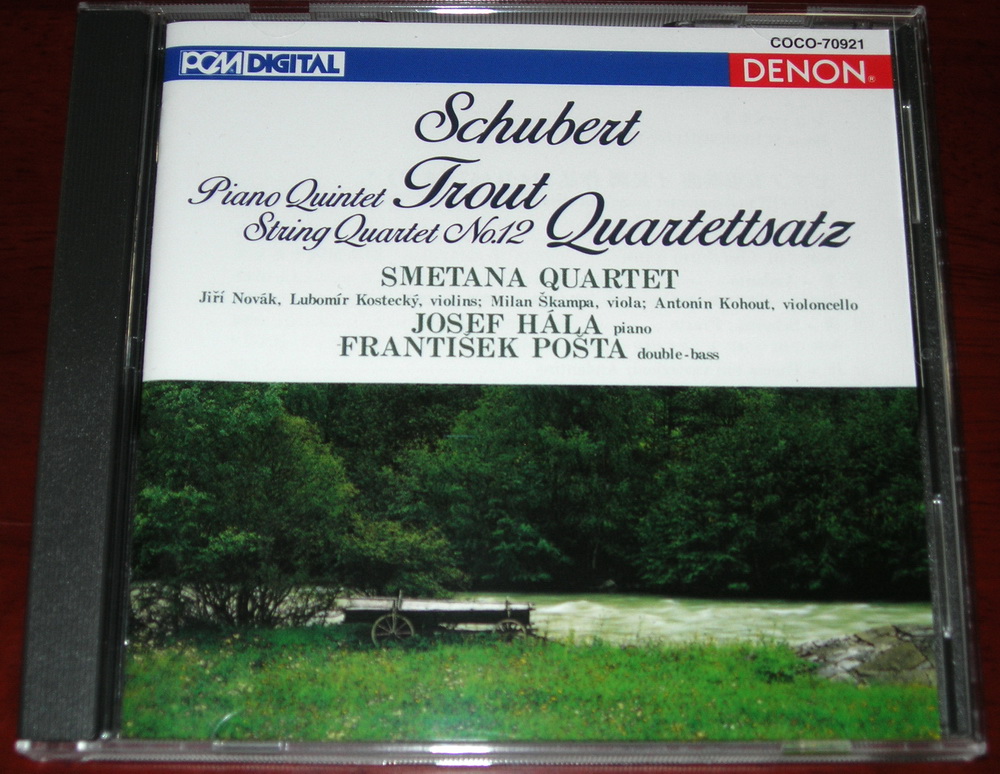 COCO-70921
PCM DIGITAL
DENON®
Schubert
Piano Quintet Trout
String Quartet No.12 Quartettsatz
SMETANA QUARTET
Jiří Novák, Lubomír Kostecký, violins; Milan Škampa, viola; Antonín Kohout, violoncello
JOSEF HÁLA piano
FRANTIŠEK POŠTA double-bass